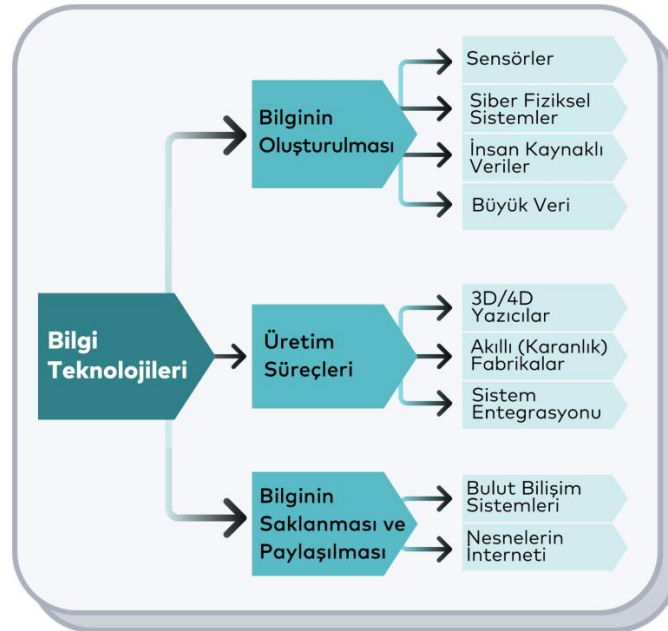 Bilgi
Teknolojileri
Bilginin
Oluşturulması
Sensörler
Siber Fiziksel
Sistemler
İnsan Kaynaklı
Veriler
Büyük Veri
Üretim
Süreçleri
3D/4D
Yazıcılar
Akıllı (Karanlık)
Fabrikalar
Sistem
Entegrasyonu
Bilginin
Saklanması ve
Paylaşılması
Bulut Bilişim
Sistemleri
Nesnelerin
İnterneti